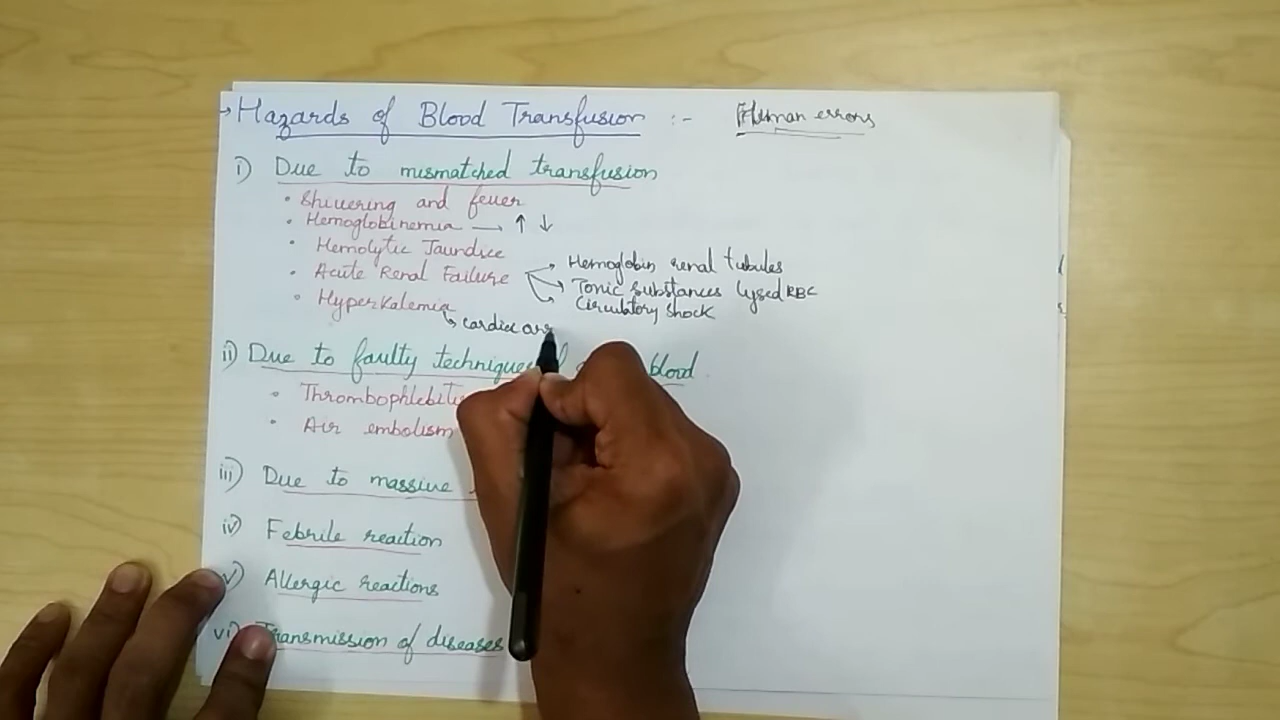 → Hazards of Blood Transfusion :- Human errors
i) Due to mismatched transfusion
• Shivering and fever
• Hemoglobinemia → ↑ ↓
• Hemolytic Jaundice
• Acute Renal Failure
Hemoglobin renal tubules
Tonic substances lysed RBC
Circulatory shock
• Hyperkalemia
cardiac
ii) Due to faulty techniques blood
• Thrombophlebitis
• Air embolism
iii) Due to massive
iv) Febrile reaction
v) Allergic reactions
vi) Transmission of diseases